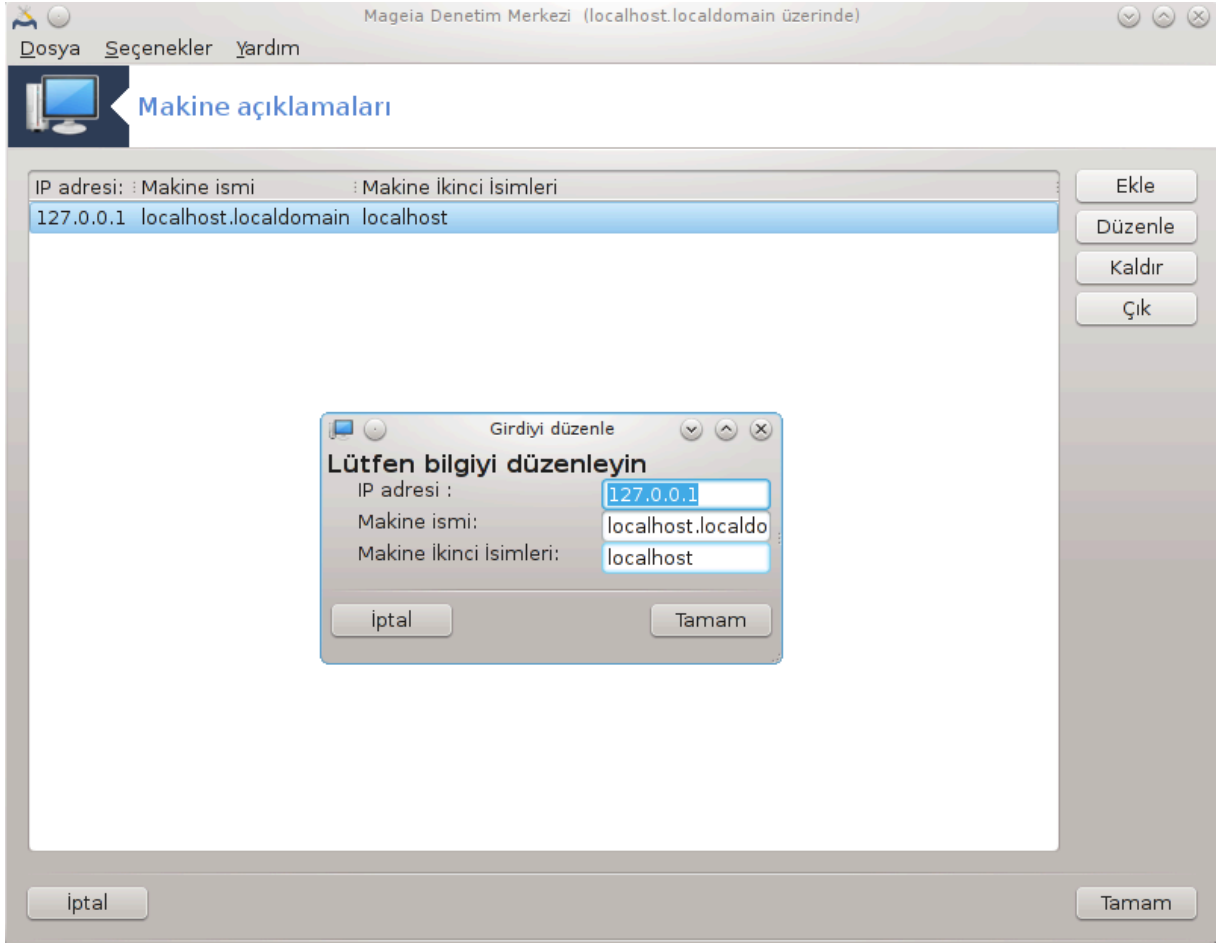 Mageia Denetim Merkezi (localhost.localdomain üzerinde)
Dosya Seçenekler Yardım
Makine açıklamaları
IP adresi: Makine ismi Makine İkinci İsimleri
127.0.0.1 localhost.localdomain localhost
Ekle
Düzenle
Kaldır
Çık
Girdiyi düzenle
Lütfen bilgiyi düzenleyin
IP adresi : 127.0.0.1
Makine ismi: localhost.localdo
Makine İkinci İsimleri: localhost
İptal Tamam
İptal Tamam